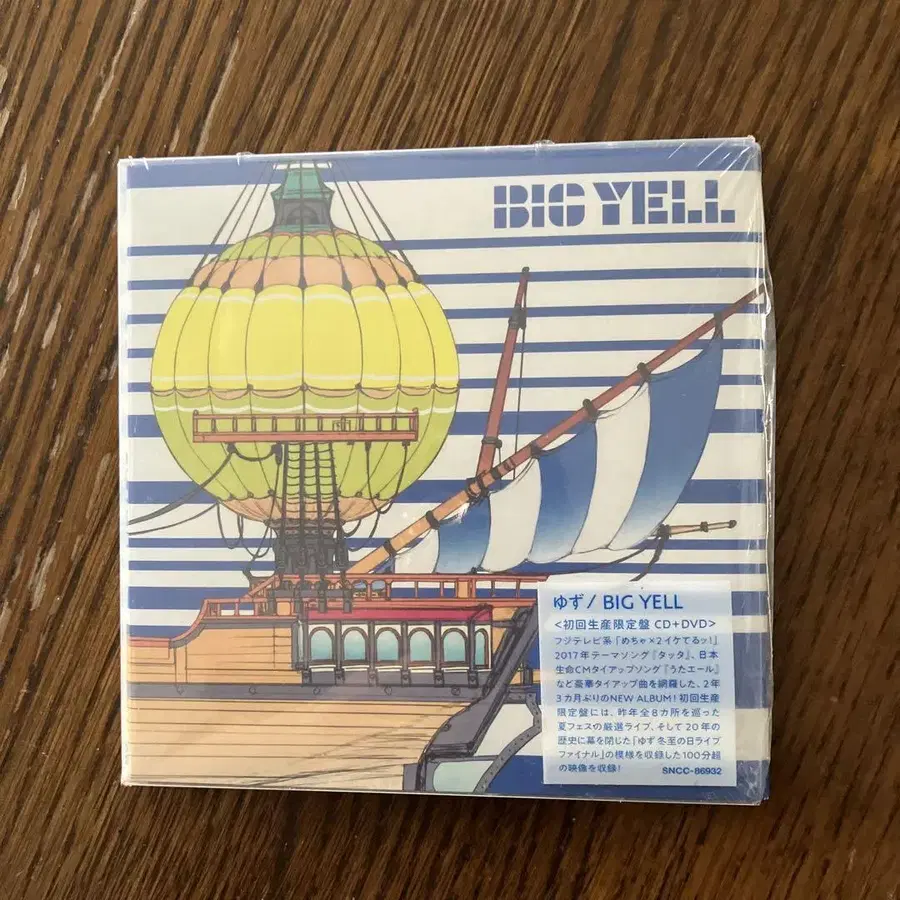 BIG YELL
ゆず/ BIG YELL
<初回生産限定盤 CD+DVD>
フジテレビ系「めちゃ×2イケてるッ!」
2017年テーマソング『タッタ』、日本
生命CMタイアップソング『うたエール』
など豪華タイアップ曲を網羅した、2年
3カ月ぶりのNEW ALBUM!初回生産
限定盤には、昨年全8カ所を巡った
夏フェスの厳選ライブ、そして20年の
歴史に幕を閉じた「ゆず 冬至の日ライブ
ファイナル」の模様を収録した100分超
の映像を収録!
SNCC-86932